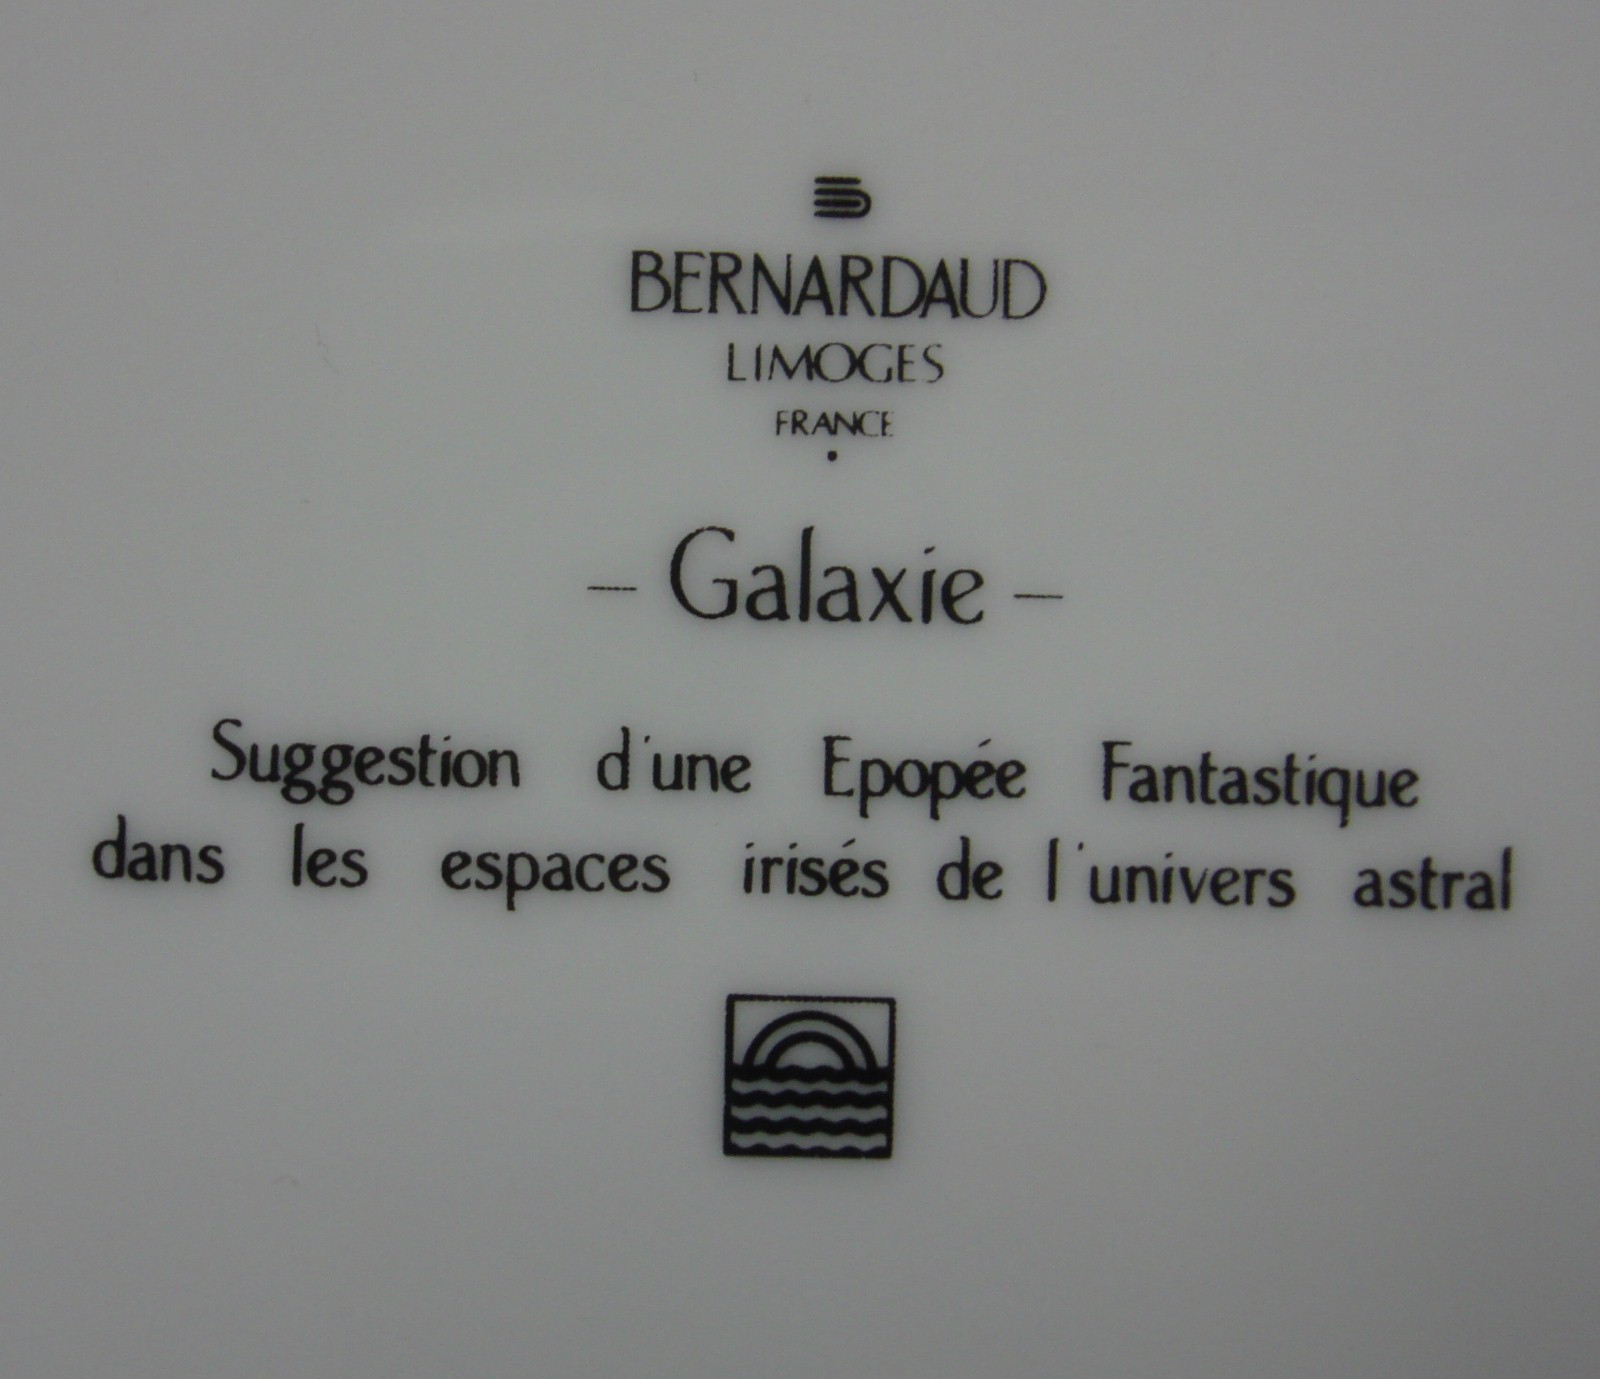 BERNARDAUD
LIMOGES
FRANCE
– Galaxie –
Suggestion d'une Epopée Fantastique
dans les espaces irisés de l'univers astral